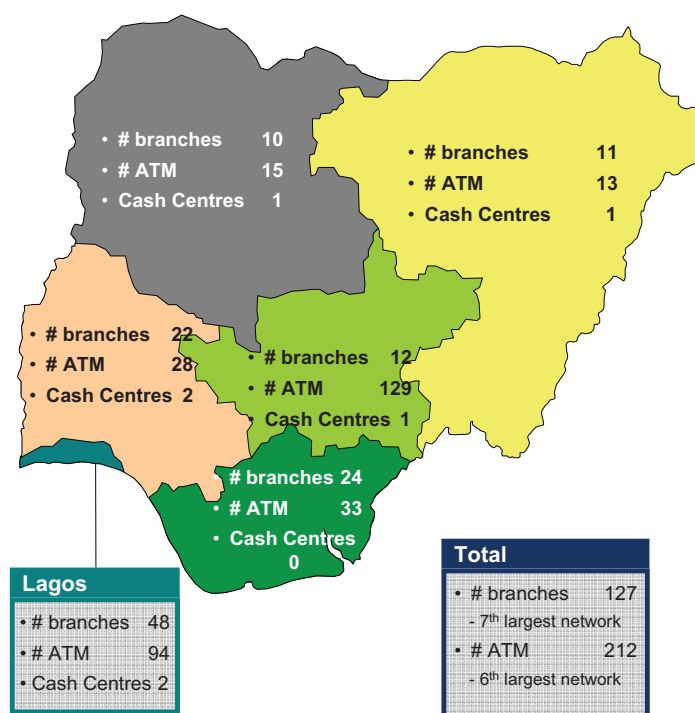 • # branches 10
• # ATM 15
• Cash Centres 1
• # branches 11
• # ATM 13
• Cash Centres 1
• # branches 22
• # ATM 28
• Cash Centres 2
• # branches 12
• # ATM 129
• Cash Centres 1
• # branches 24
• # ATM 33
• Cash Centres
0
Lagos
• # branches 48
• # ATM 94
• Cash Centres 2
Total
• # branches 127
- 7th largest network
• # ATM 212
- 6th largest network